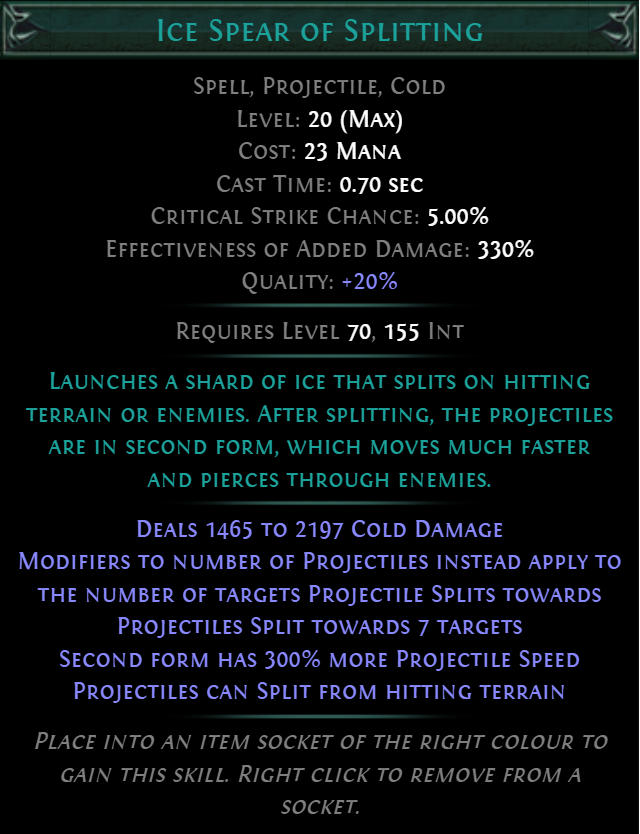 Ice Spear of Splitting
Spell, Projectile, Cold
Level: 20 (Max)
Cost: 23 Mana
Cast Time: 0.70 sec
Critical Strike Chance: 5.00%
Effectiveness of Added Damage: 330%
Quality: +20%
Requires Level 70, 155 Int
Launches a shard of ice that splits on hitting
terrain or enemies. After splitting, the projectiles
are in second form, which moves much faster
and pierces through enemies.
Deals 1465 to 2197 Cold Damage
Modifiers to number of Projectiles instead apply to
the number of targets Projectile Splits towards
Projectiles Split towards 7 targets
Second form has 300% more Projectile Speed
Projectiles can Split from hitting terrain
Place into an item socket of the right colour to
gain this skill. Right click to remove from a
socket.